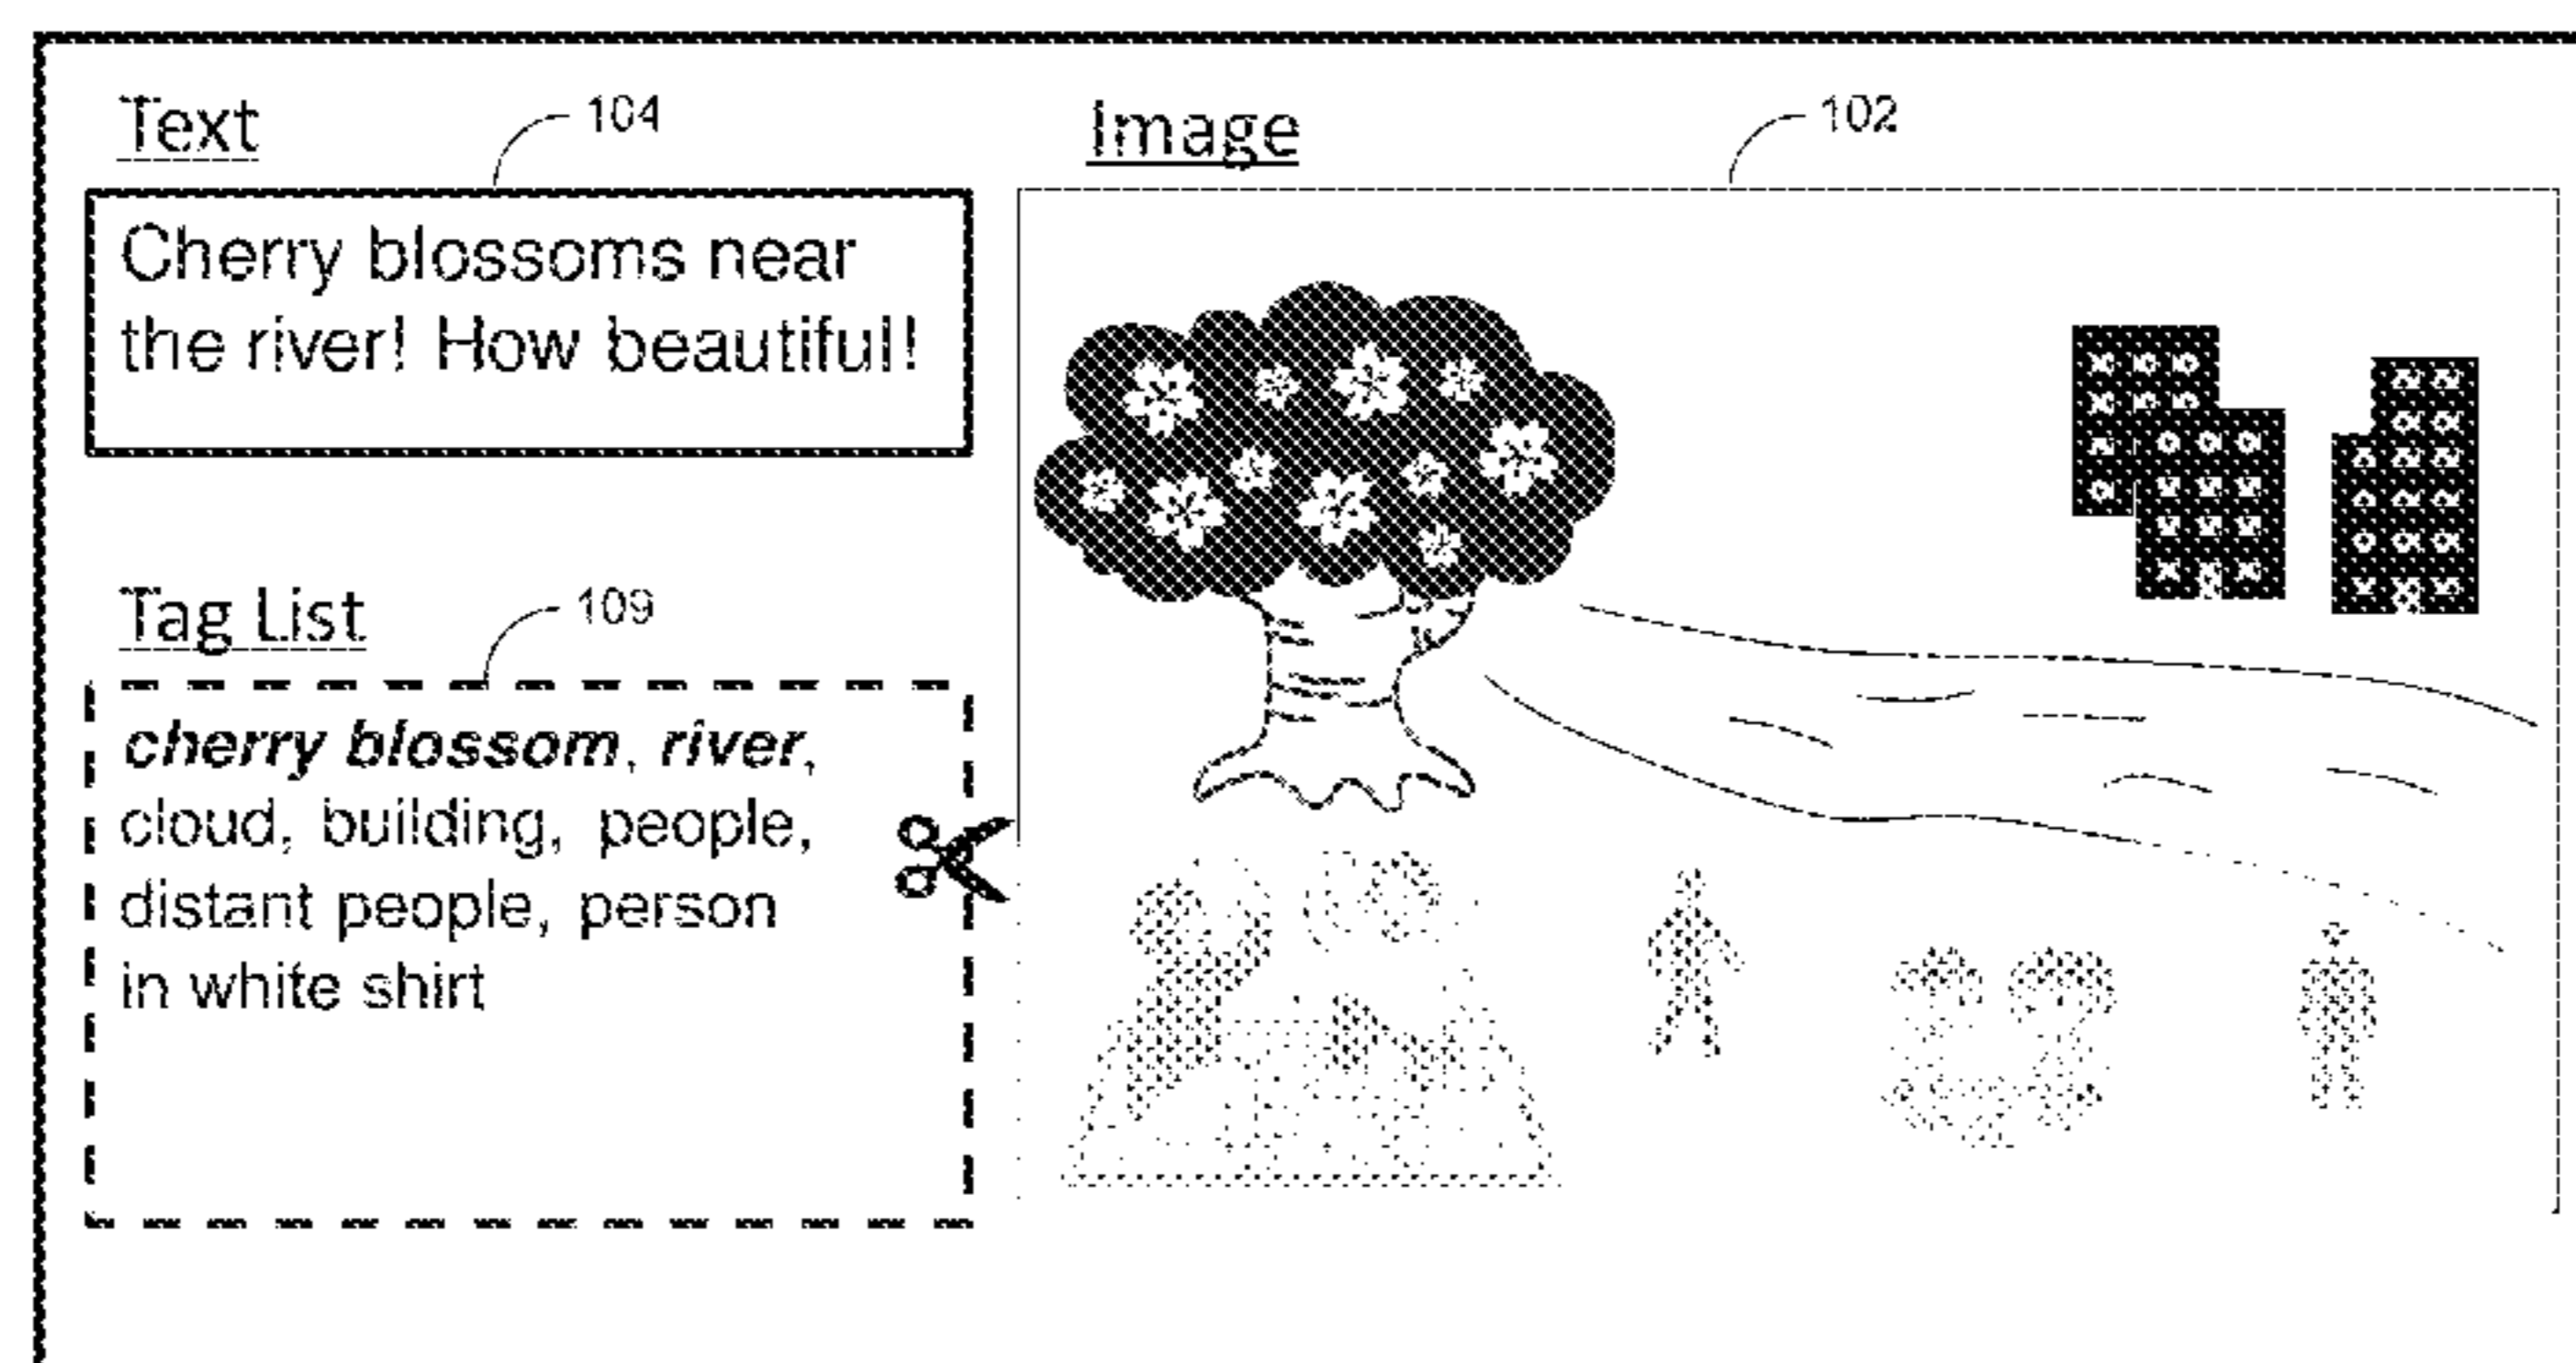 Text
104
Cherry blossoms near
the river! How beautiful!
Tag List
109
cherry blossom, river,
cloud, building, people,
distant people, person
in white shirt
Image
102